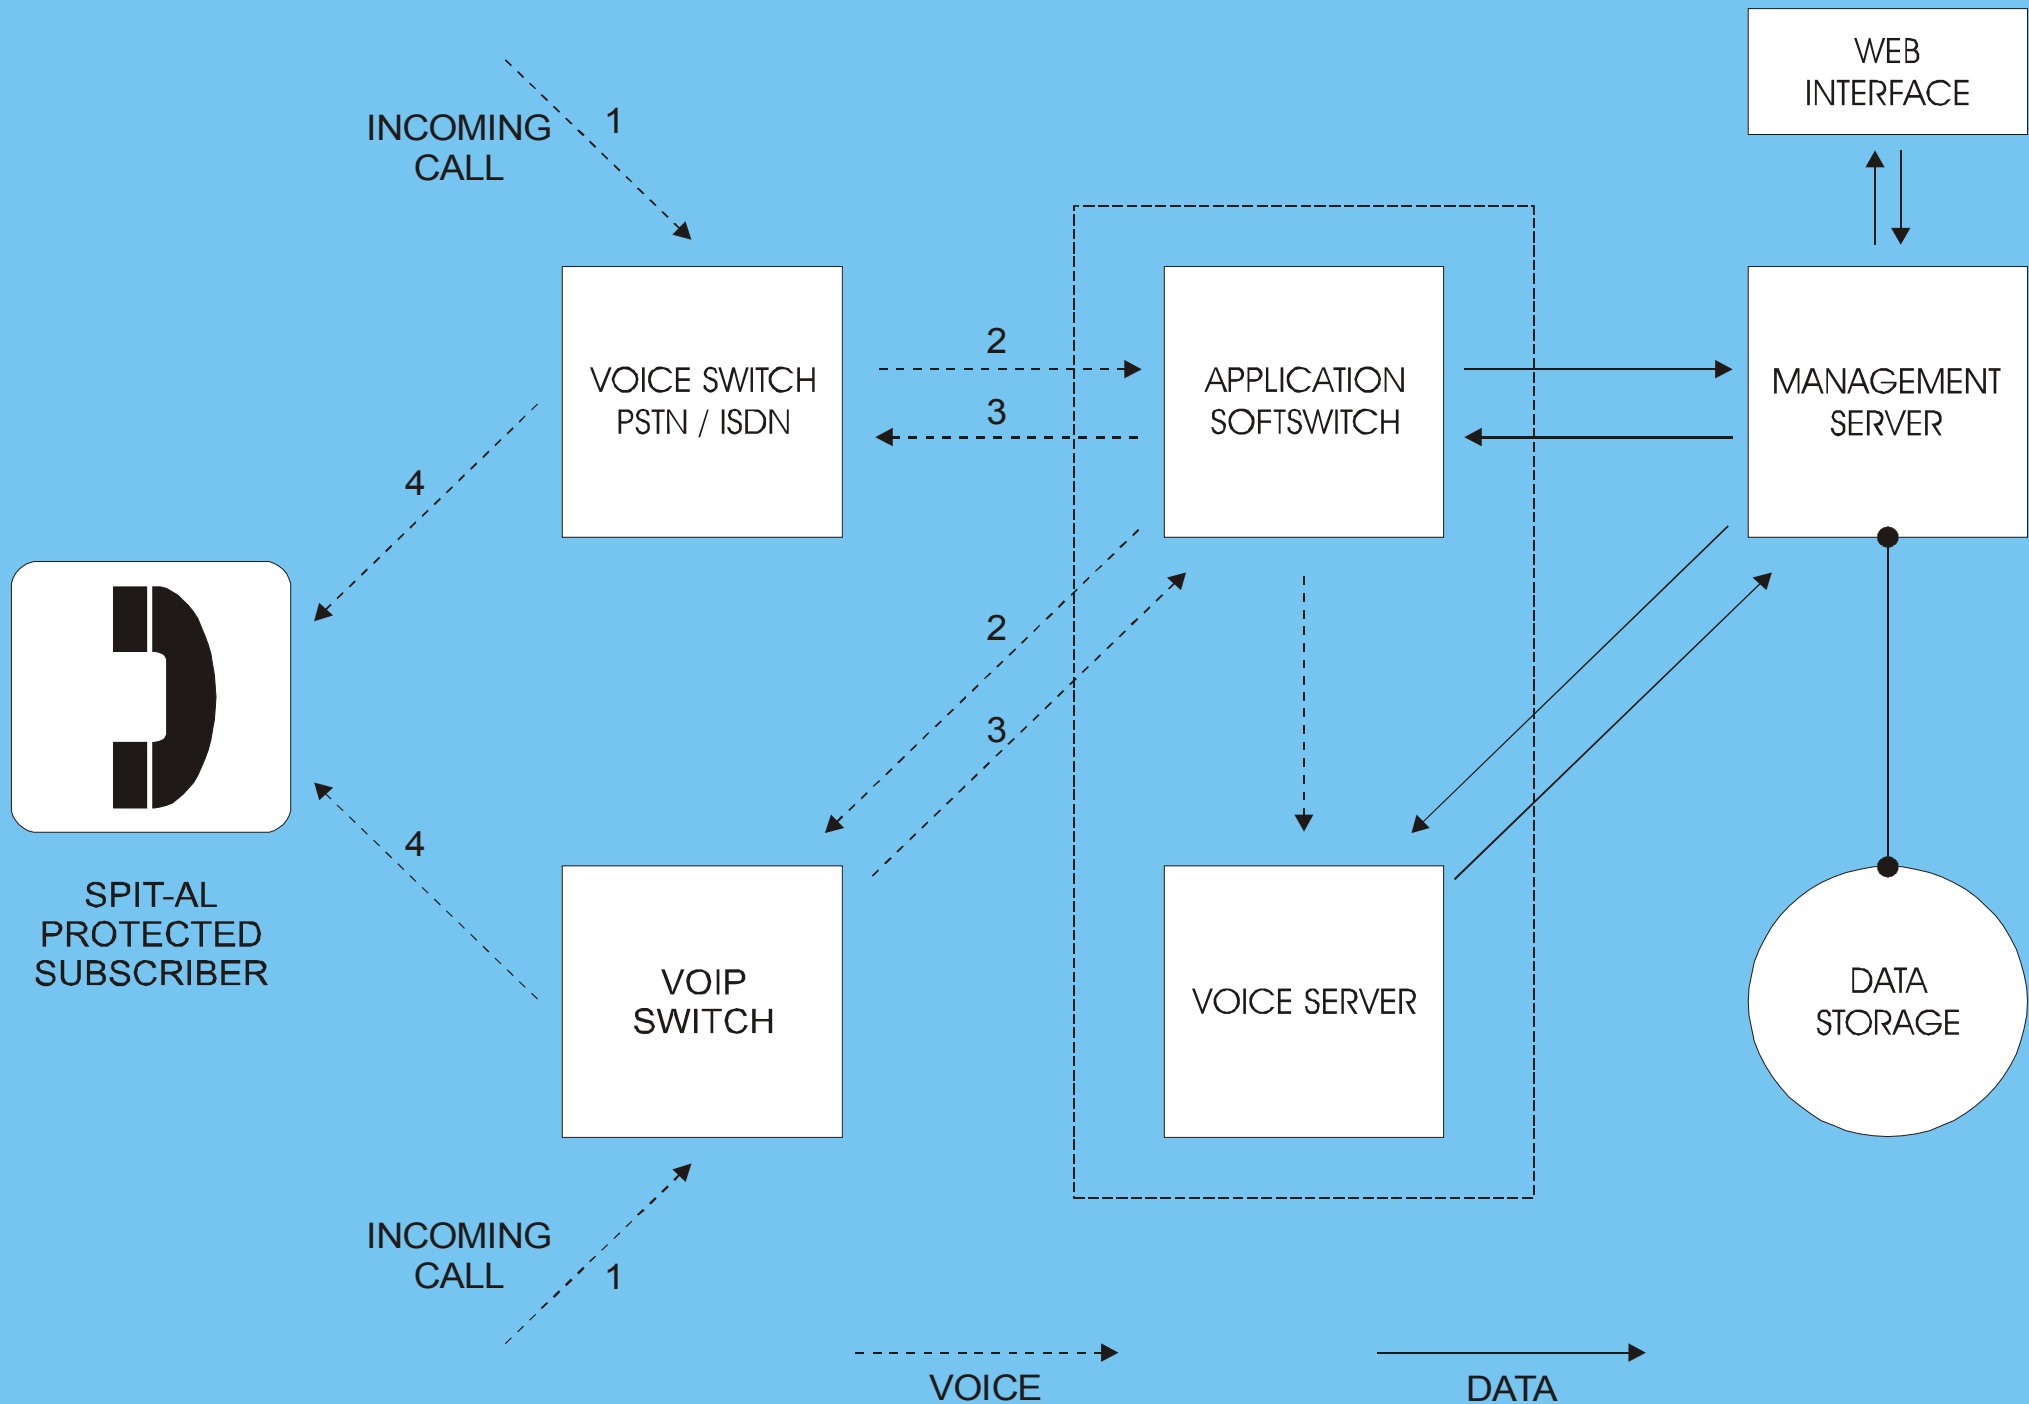 WEB
INTERFACE
1
INCOMING
CALL
2
VOICE SWITCH
PSTN / ISDN
APPLICATION
SOFTSWITCH
MANAGEMENT
SERVER
3
4
2
3
4
SPIT-AL
PROTECTED
SUBSCRIBER
VOIP
SWITCH
VOICE SERVER
DATA
STORAGE
INCOMING
CALL
1
VOICE
DATA